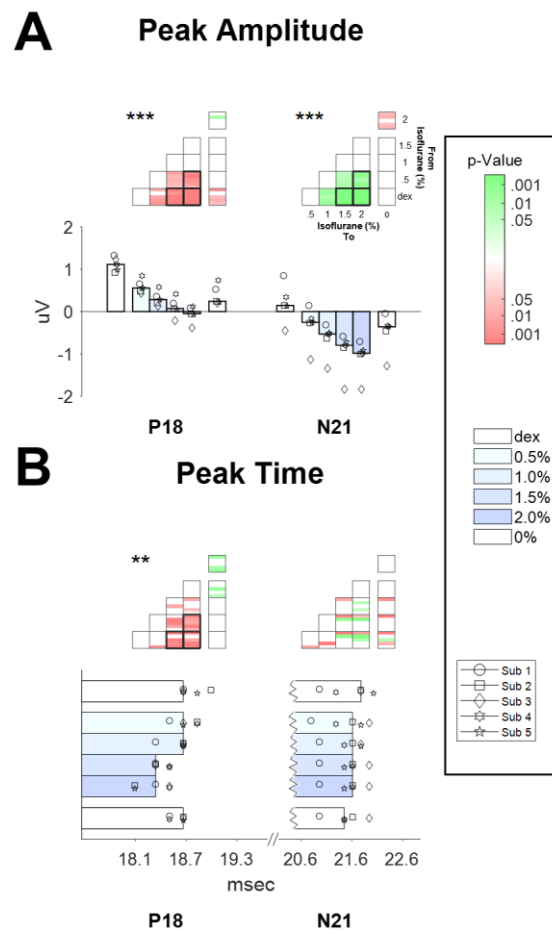 A Peak Amplitude
***
***
2
1.5
1
.5
dex
From
Isoflurane (%)
.5 1 1.5 2 0
Isoflurane (%)
To
p-Value
.001
.01
.05
.05
.01
.001
2
1
0
-1
-2
uV
P18 N21
dex
0.5%
1.0%
1.5%
2.0%
0%
B Peak Time
**
Sub 1
Sub 2
Sub 3
Sub 4
Sub 5
18.1 18.7 19.3 // 20.6 21.6 22.6
msec
P18 N21